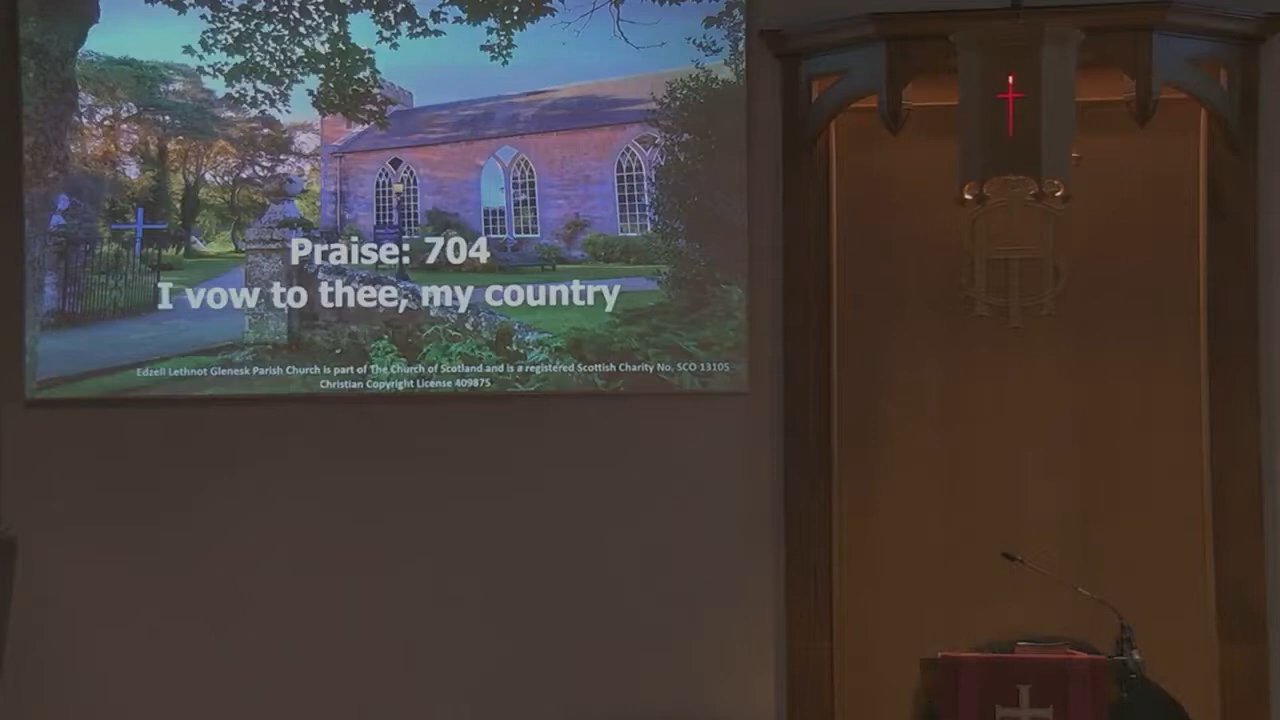 Praise: 704
I vow to thee, my country
Edzell Lethnot Glenesk Parish Church is part of The Church of Scotland and is a registered Scottish Charity No. SCO 13105
Christian Copyright License 409875